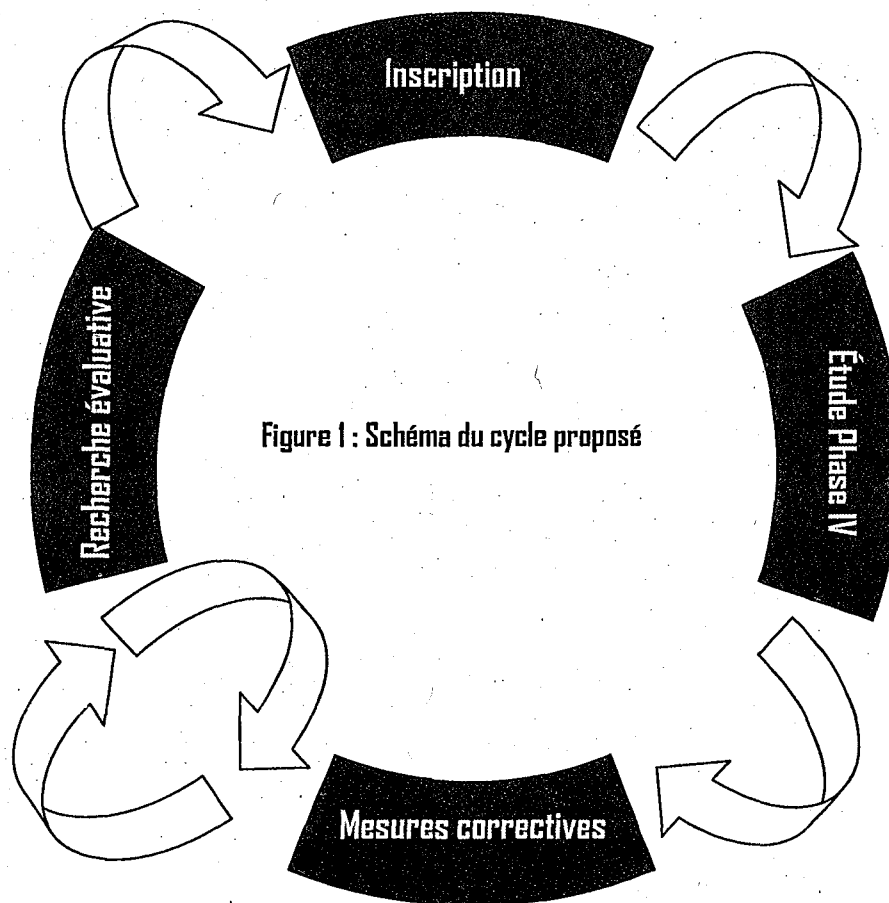 Inscription
Étude Phase IV
Recherche évaluative
Figure 1 : Schéma du cycle proposé
Mesures correctives